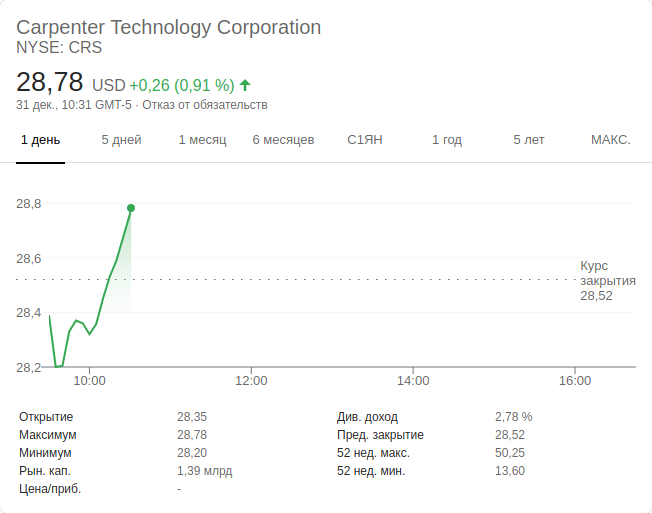 Carpenter Technology Corporation
NYSE: CRS
28,78 USD +0,26 (0,91 %)
31 дек., 10:31 GMT-5 · Отказ от обязательств
1 день 5 дней 1 месяц 6 месяцев С1ЯН 1 год 5 лет МАКС.
28,8
28,6
Курс
закрытия
28,52
28,4
28,2
10:00 12:00 14:00 16:00
Открытие 28,35 Див. доход 2,78 %
Максимум 28,78 Пред. закрытие 28,52
Минимум 28,20 52 нед. макс. 50,25
Рын. кап. 1,39 млрд 52 нед. мин. 13,60
Цена/приб. -